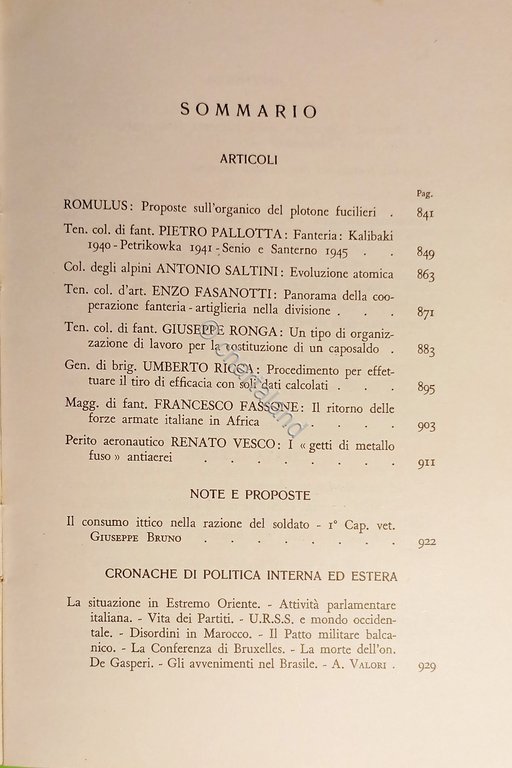 SOMMARIO
ARTICOLI
Pag.
ROMULUS: Proposte sull'organico del plotone fucilieri . 841
Ten. col. di fant. PIETRO PALLOTTA: Fanteria: Kalibaki
1940 - Petrikowka 1941 - Senio e Santerno 1945 . . 849
Col. degli alpini ANTONIO SALTINI: Evoluzione atomica 863
Ten. col. d'art. ENZO FASANOTTI: Panorama della coo-
perazione fanteria - artiglieria nella divisione . . . 871
Ten. col. di fant. GIUSEPPE RONGA: Un tipo di organiz-
zazione di lavoro per la costituzione di un caposaldo . 883
Gen. di brig. UMBERTO RICCA: Procedimento per effet-
tuare il tiro di efficacia con soli dati calcolati . . 895
Magg. di fant. FRANCESCO FASSONE: Il ritorno delle
forze armate italiane in Africa . . . . . 903
Perito aeronautico RENATO VESCO: I « getti di metallo
fuso » antiaerei . . . . . . . . 911
NOTE E PROPOSTE
Il consumo ittico nella razione del soldato - 1° Cap. vet.
GIUSEPPE BRUNO . . . . . . . . 922
CRONACHE DI POLITICA INTERNA ED ESTERA
La situazione in Estremo Oriente. - Attività parlamentare
italiana. - Vita dei Partiti. - U.R.S.S. e mondo occiden-
tale. - Disordini in Marocco. - Il Patto militare balca-
nico. - La Conferenza di Bruxelles. - La morte dell'on.
De Gasperi. - Gli avvenimenti nel Brasile. - A. VALORI . 929
© chartaland